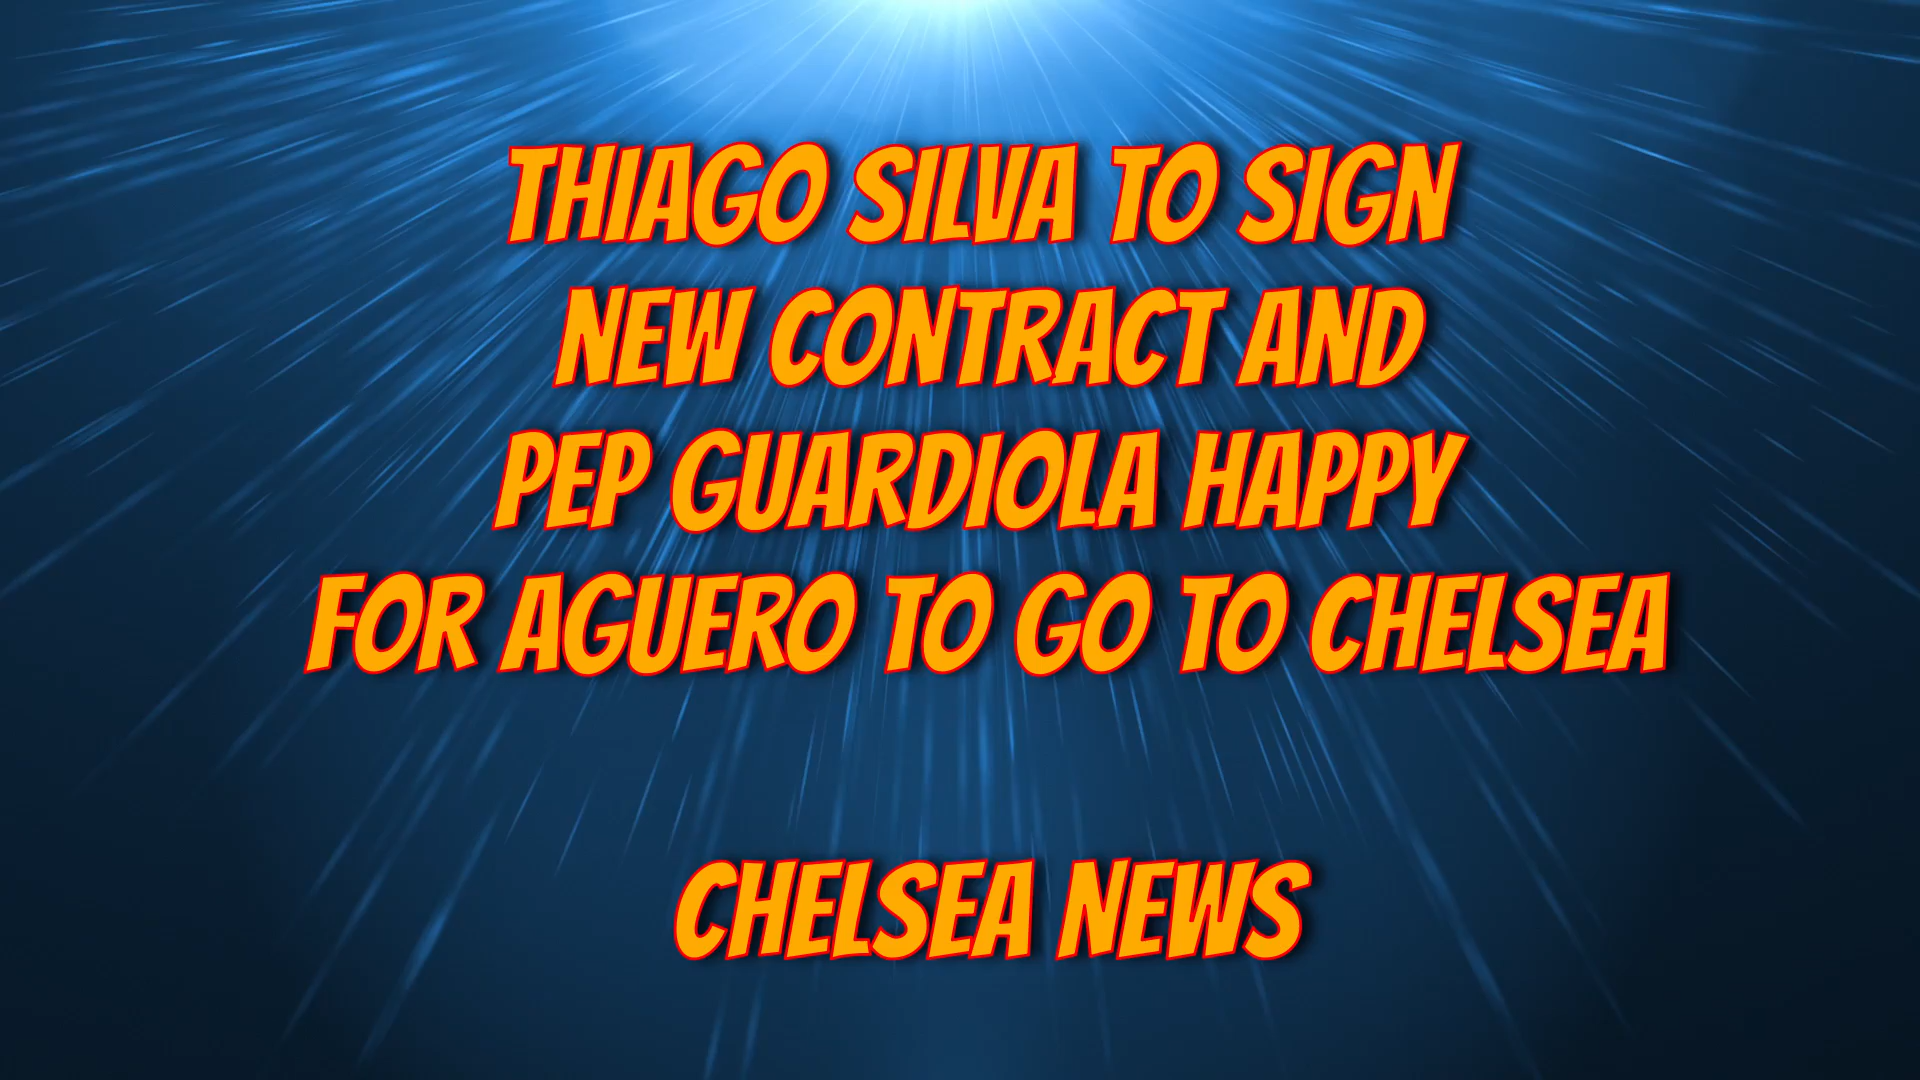 THIAGO SILVA TO SIGN
NEW CONTRACT AND
PEP GUARDIOLA HAPPY
FOR AGUERO TO GO TO CHELSEA
CHELSEA NEWS